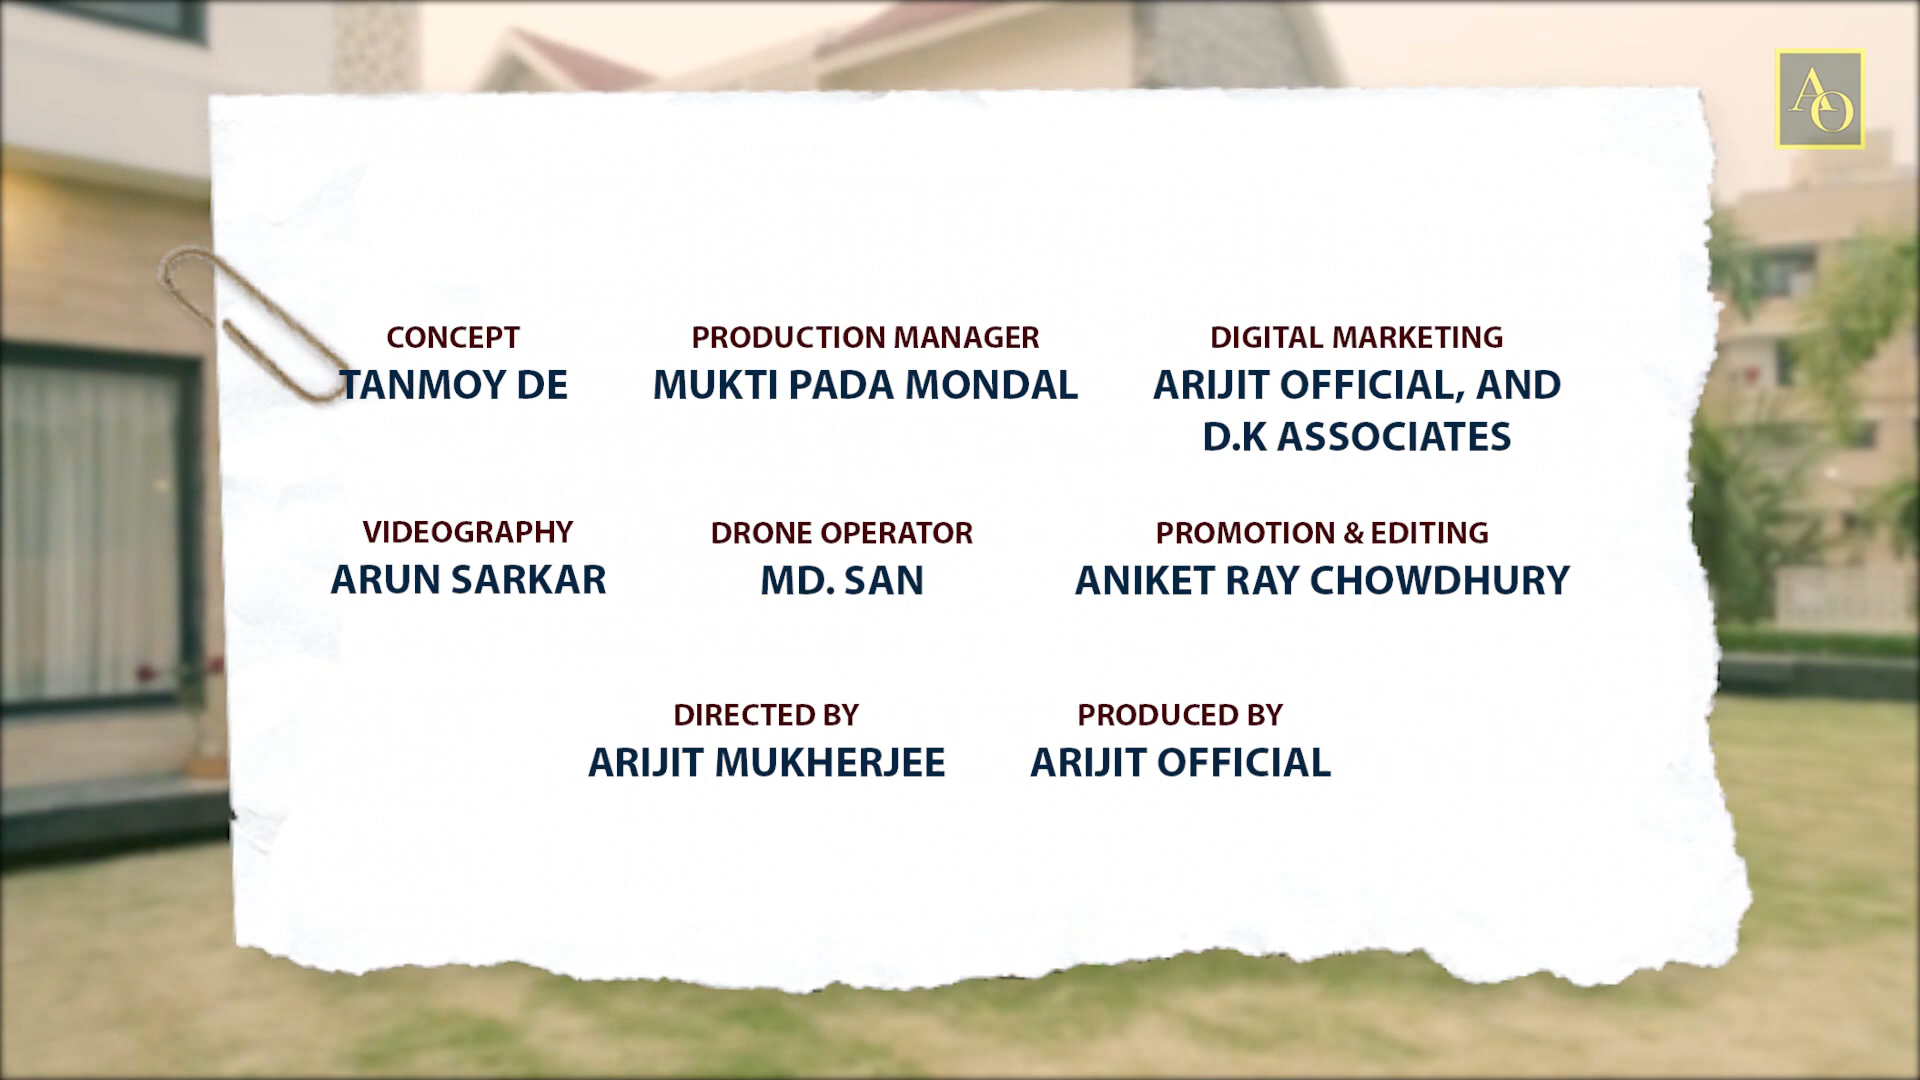 AO
CONCEPT
TANMOY DE
PRODUCTION MANAGER
MUKTI PADA MONDAL
DIGITAL MARKETING
ARIJIT OFFICIAL, AND
D.K ASSOCIATES
VIDEOGRAPHY
ARUN SARKAR
DRONE OPERATOR
MD. SAN
PROMOTION & EDITING
ANIKET RAY CHOWDHURY
DIRECTED BY
ARIJIT MUKHERJEE
PRODUCED BY
ARIJIT OFFICIAL